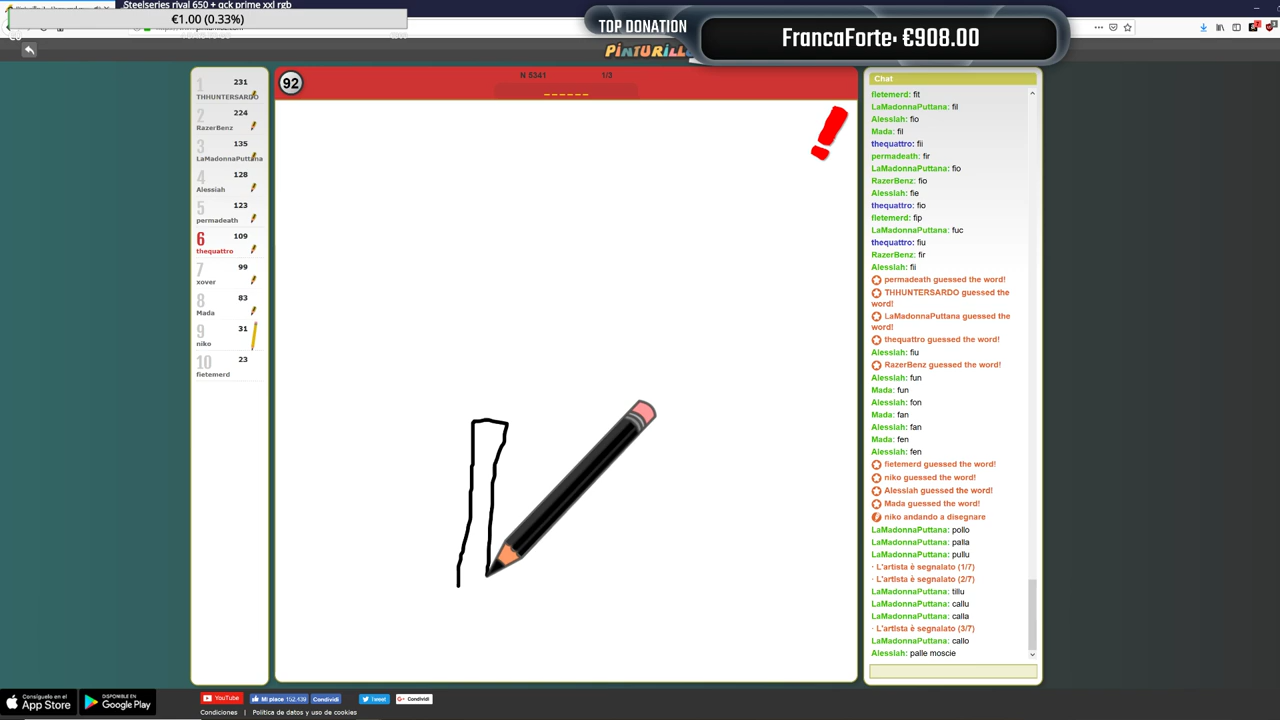 Steelseries rival 650 + qck prime xxl rgb
€1.00 (0.33%)
TOP DONATION
FrancaForte: €908.00
PINTURILLO
92
N 5341
1/3
1 231
THHUNTERSARDO
2 224
RazerBenz
3 135
LaMadonnaPuttana
4 128
Alessiah
5 123
permadeath
6 109
thequattro
7 99
xover
8 83
Mada
9 31
niko
10 23
fietemerd
Chat
fietemerd: fit
LaMadonnaPuttana: fil
Alessiah: fio
Mada: fil
thequattro: fii
permadeath: fir
LaMadonnaPuttana: fio
RazerBenz: fio
Alessiah: fie
thequattro: fio
fietemerd: fip
LaMadonnaPuttana: fuc
thequattro: fiu
RazerBenz: fir
Alessiah: fii
permadeath guessed the word!
THHUNTERSARDO guessed the
word!
LaMadonnaPuttana guessed the
word!
thequattro guessed the word!
Alessiah: fiu
RazerBenz guessed the word!
Alessiah: fun
Mada: fun
Alessiah: fon
Mada: fan
Alessiah: fan
Mada: fen
Alessiah: fen
fietemerd guessed the word!
niko guessed the word!
Alessiah guessed the word!
Mada guessed the word!
niko andando a disegnare
LaMadonnaPuttana: pollo
LaMadonnaPuttana: palla
LaMadonnaPuttana: pullu
· L'artista è segnalato (1/7)
· L'artista è segnalato (2/7)
LaMadonnaPuttana: tillu
LaMadonnaPuttana: callu
LaMadonnaPuttana: calla
· L'artista è segnalato (3/7)
LaMadonnaPuttana: callo
Alessiah: palle moscie
Consíguelo en el
App Store
DISPONIBLE EN
Google Play
YouTube
Mi piace 152.439
Condividi
Tweet
Condividi
Condiciones | Política de datos y uso de cookies